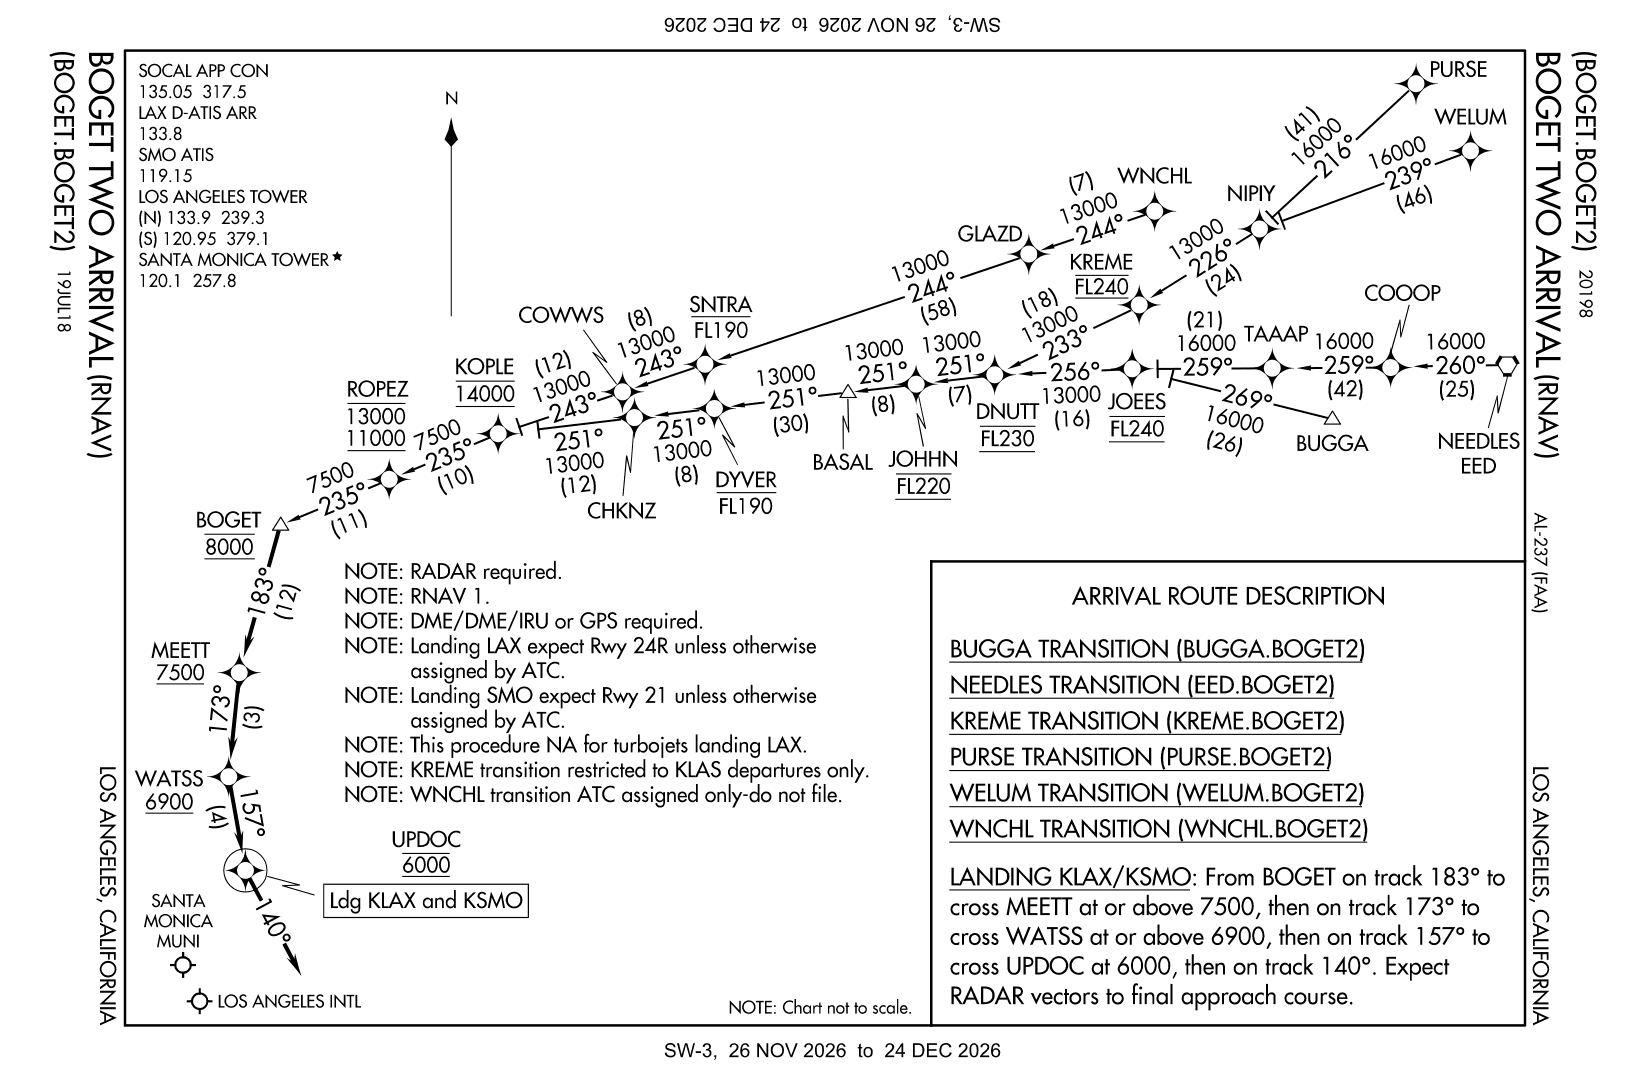 SW-3, 26 NOV 2026 to 24 DEC 2026
(BOGET.BOGET2) 19JUL18
BOGET TWO ARRIVAL (RNAV)
LOS ANGELES, CALIFORNIA
SOCAL APP CON
135.05 317.5
LAX D-ATIS ARR
133.8
SMO ATIS
119.15
LOS ANGELES TOWER
(N) 133.9 239.3
(S) 120.95 379.1
SANTA MONICA TOWER★
120.1 257.8
N
PURSE
(41)
16000
216°
WELUM
16000
239°
(46)
NIPIY
13000
226°
(24)
WNCHL
(7)
13000
244°
GLAZD
13000
244°
(58)
KREME
FL240
(18)
13000
233°
COOOP
TAAAP
16000
260°
(25)
NEEDLES
EED
16000
259°
(42)
(21)
16000
259°
269°
16000
(26)
BUGGA
JOEES
FL240
256°
13000
(16)
DNUTT
FL230
13000
251°
(7)
JOHHN
FL220
13000
251°
(8)
BASAL
13000
251°
(30)
DYVER
FL190
251°
13000
(8)
CHKNZ
251°
13000
(12)
SNTRA
FL190
(8)
13000
243°
COWWS
(12)
13000
243°
KOPLE
14000
7500
235°
(10)
ROPEZ
13000
11000
7500
235°
(11)
BOGET
8000
183°
(12)
MEETT
7500
173°
(3)
WATSS
6900
157°
(4)
UPDOC
6000
Ldg KLAX and KSMO
140°
SANTA
MONICA
MUNI
LOS ANGELES INTL
NOTE: RADAR required.
NOTE: RNAV 1.
NOTE: DME/DME/IRU or GPS required.
NOTE: Landing LAX expect Rwy 24R unless otherwise
assigned by ATC.
NOTE: Landing SMO expect Rwy 21 unless otherwise
assigned by ATC.
NOTE: This procedure NA for turbojets landing LAX.
NOTE: KREME transition restricted to KLAS departures only.
NOTE: WNCHL transition ATC assigned only-do not file.
NOTE: Chart not to scale.
ARRIVAL ROUTE DESCRIPTION
BUGGA TRANSITION (BUGGA.BOGET2)
NEEDLES TRANSITION (EED.BOGET2)
KREME TRANSITION (KREME.BOGET2)
PURSE TRANSITION (PURSE.BOGET2)
WELUM TRANSITION (WELUM.BOGET2)
WNCHL TRANSITION (WNCHL.BOGET2)
LANDING KLAX/KSMO: From BOGET on track 183° to
cross MEETT at or above 7500, then on track 173° to
cross WATSS at or above 6900, then on track 157° to
cross UPDOC at 6000, then on track 140°. Expect
RADAR vectors to final approach course.
(BOGET.BOGET2) 20198
BOGET TWO ARRIVAL (RNAV)
AL-237 (FAA)
LOS ANGELES, CALIFORNIA
SW-3, 26 NOV 2026 to 24 DEC 2026